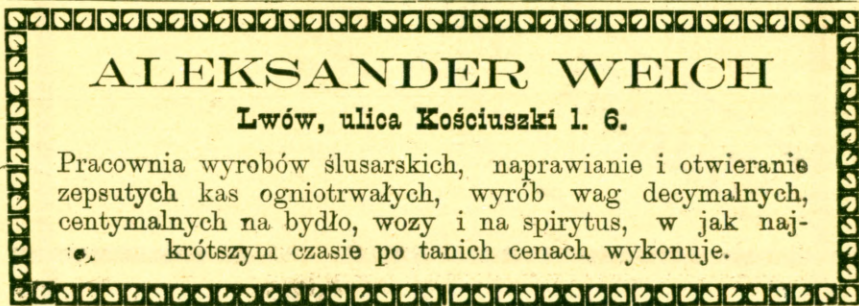 ALEKSANDER WEICH
Lwów, ulica Kościuszki l. 6.
Pracownia wyrobów ślusarskich, naprawianie i otwieranie
zepsutych kas ogniotrwałych, wyrób wag decymalnych,
centymalnych na bydło, wozy i na spirytus, w jak naj-
krótszym czasie po tanich cenach wykonuje.